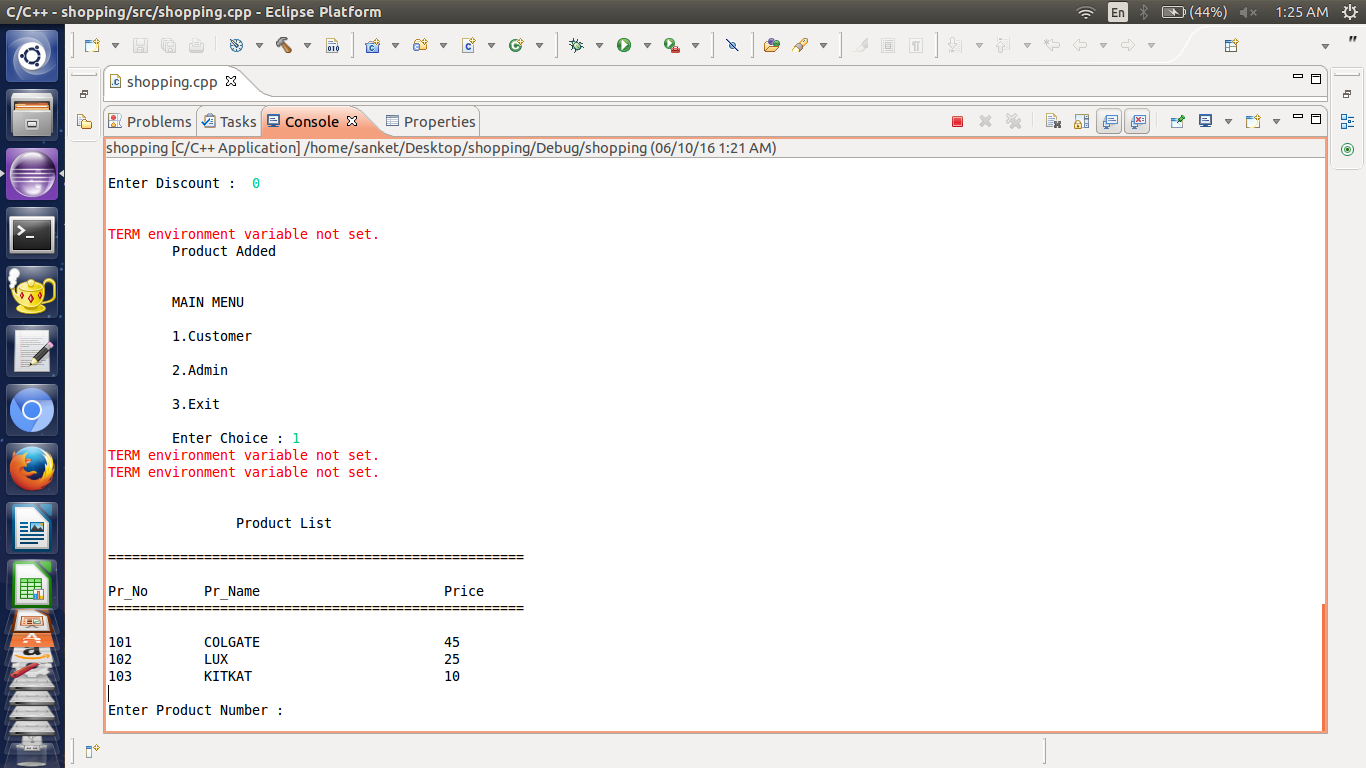 C/C++ - shopping/src/shopping.cpp - Eclipse Platform
En
(44%)
1:25 AM
shopping.cpp
Problems
Tasks
Console
Properties
shopping [C/C++ Application] /home/sanket/Desktop/shopping/Debug/shopping (06/10/16 1:21 AM)
Enter Discount : 0
TERM environment variable not set.
Product Added
MAIN MENU
1.Customer
2.Admin
3.Exit
Enter Choice : 1
TERM environment variable not set.
TERM environment variable not set.
Product List
====================================================
Pr_No Pr_Name Price
====================================================
101 COLGATE 45
102 LUX 25
103 KITKAT 10
Enter Product Number :